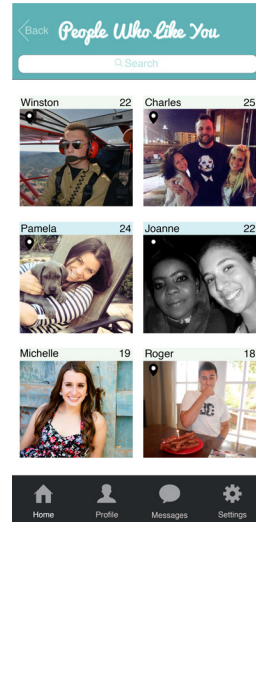 Back People Who Like You
Search
Winston 22
Charles 25
Pamela 24
Joanne 22
Michelle 19
Roger 18
Home Profile Messages Settings